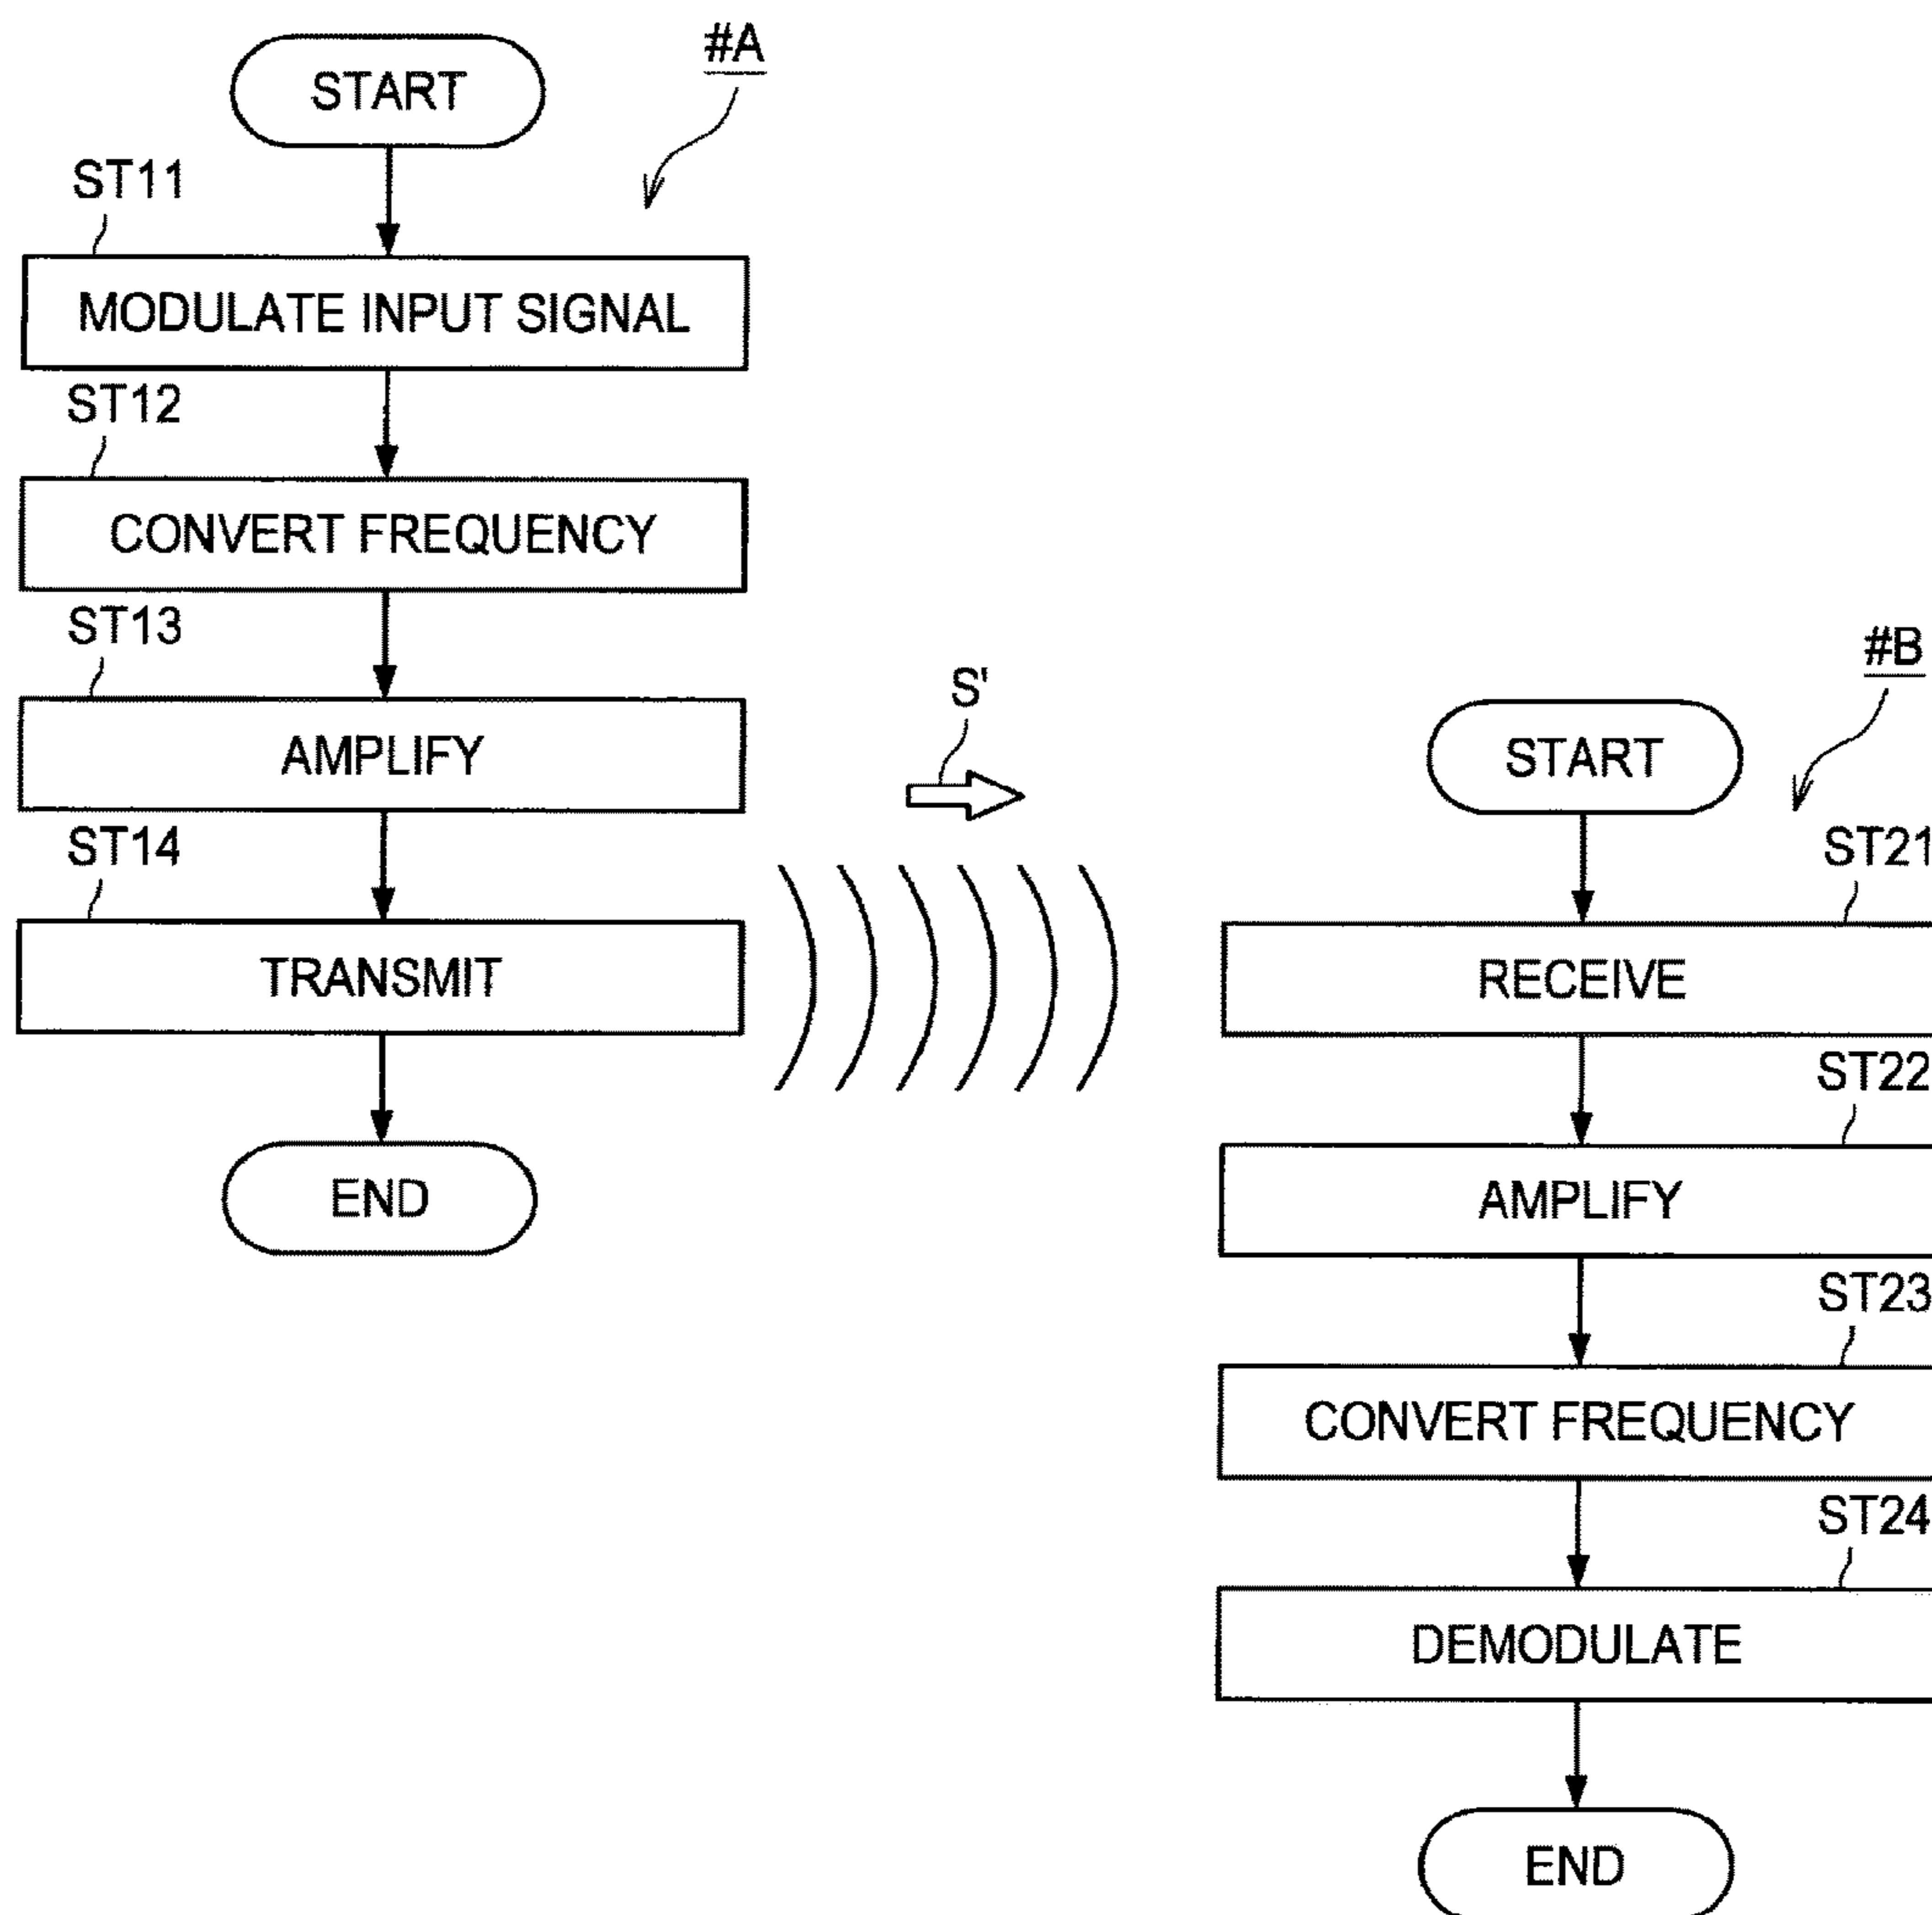 #A
START
ST11
MODULATE INPUT SIGNAL
ST12
CONVERT FREQUENCY
ST13
AMPLIFY
ST14
TRANSMIT
END
S'
#B
START
ST21
RECEIVE
ST22
AMPLIFY
ST23
CONVERT FREQUENCY
ST24
DEMODULATE
END